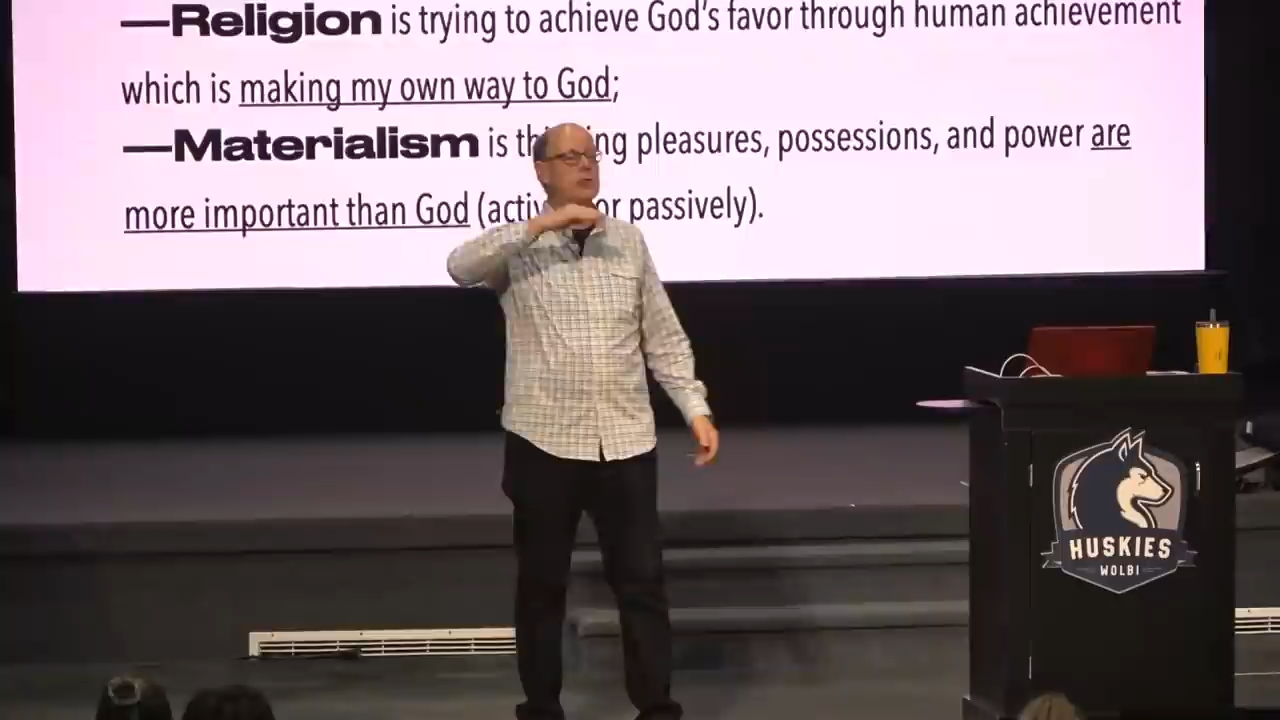 —Religion is trying to achieve God's favor through human achievement
which is making my own way to God;
—Materialism is pleasures, possessions, and power are
more important than God (or passively).
HUSKIES
WOLBI